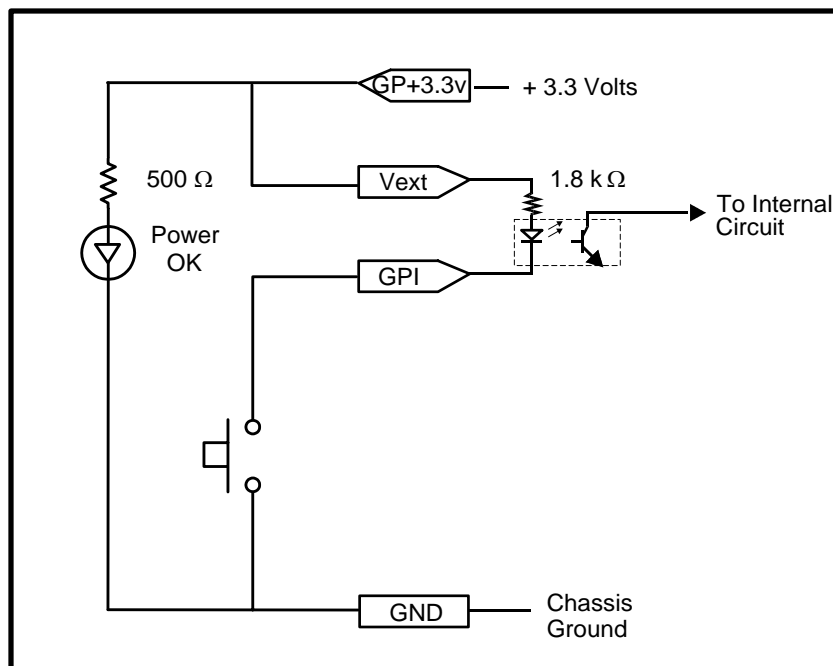 GP+3.3v
+ 3.3 Volts
500 Ω
Vext
1.8 k Ω
To Internal
Circuit
Power
OK
GPI
GND
Chassis
Ground